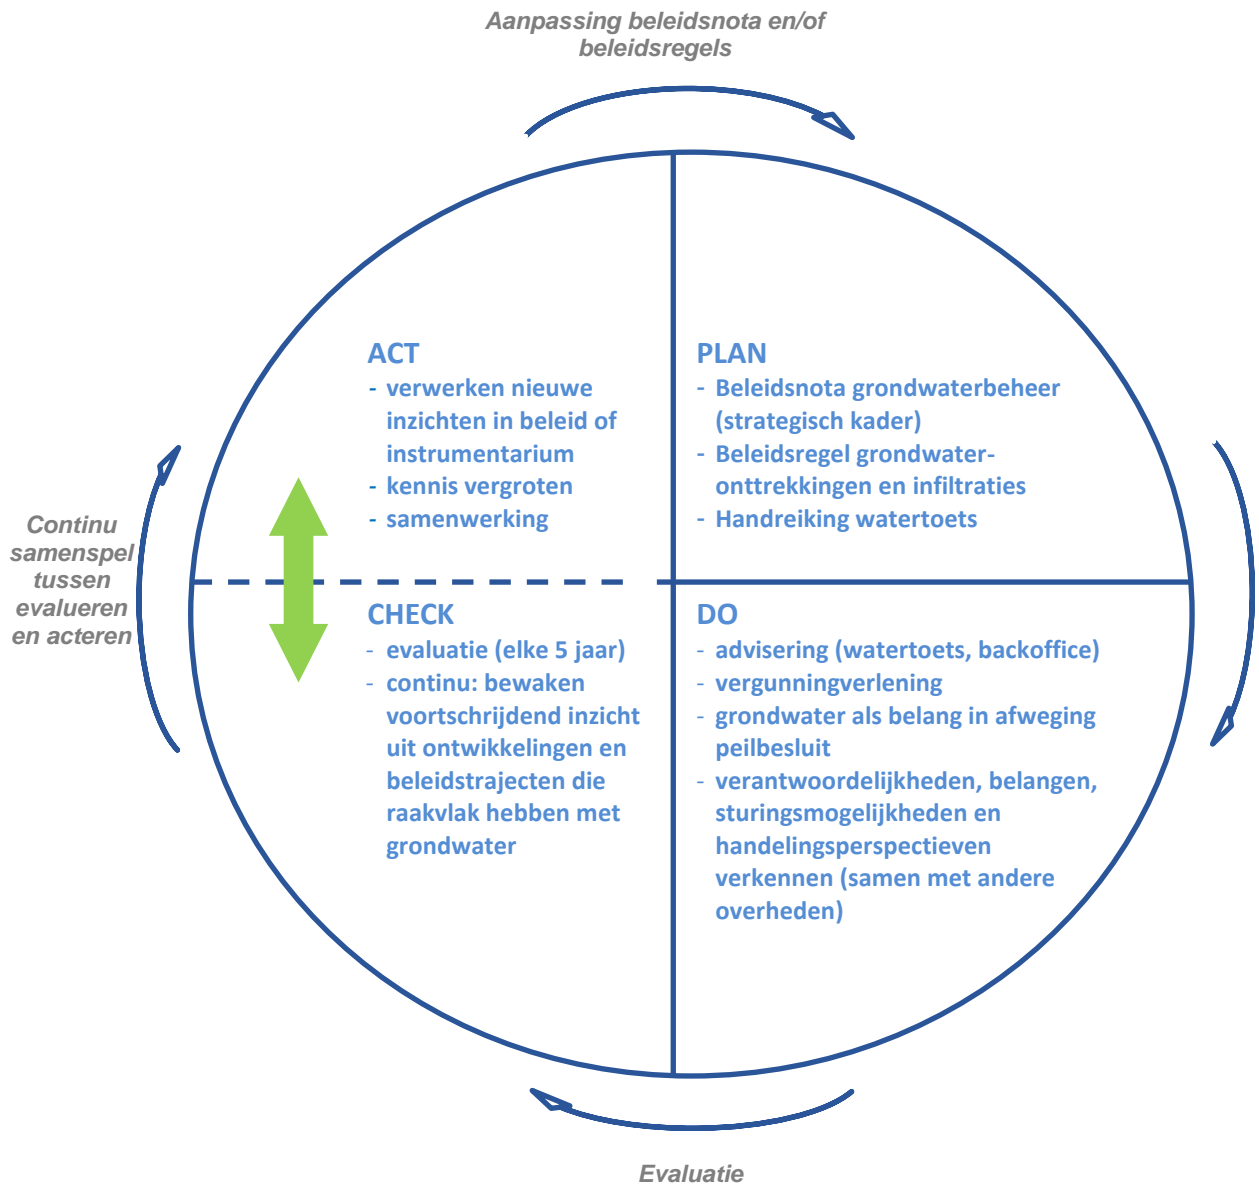 Aanpassing beleidsnota en/of
beleidsregels
ACT
- verwerken nieuwe
inzichten in beleid of
instrumentarium
- kennis vergroten
- samenwerking
PLAN
- Beleidsnota grondwaterbeheer
(strategisch kader)
- Beleidsregel grondwater-
onttrekkingen en infiltraties
- Handreiking watertoets
Continu
samenspel
tussen
evalueren
en acteren
CHECK
- evaluatie (elke 5 jaar)
- continu: bewaken
voortschrijdend inzicht
uit ontwikkelingen en
beleidstrajecten die
raakvlak hebben met
grondwater
DO
- advisering (watertoets, backoffice)
- vergunningverlening
- grondwater als belang in afweging
peilbesluit
- verantwoordelijkheden, belangen,
sturingsmogelijkheden en
handelingsperspectieven
verkennen (samen met andere
overheden)
Evaluatie